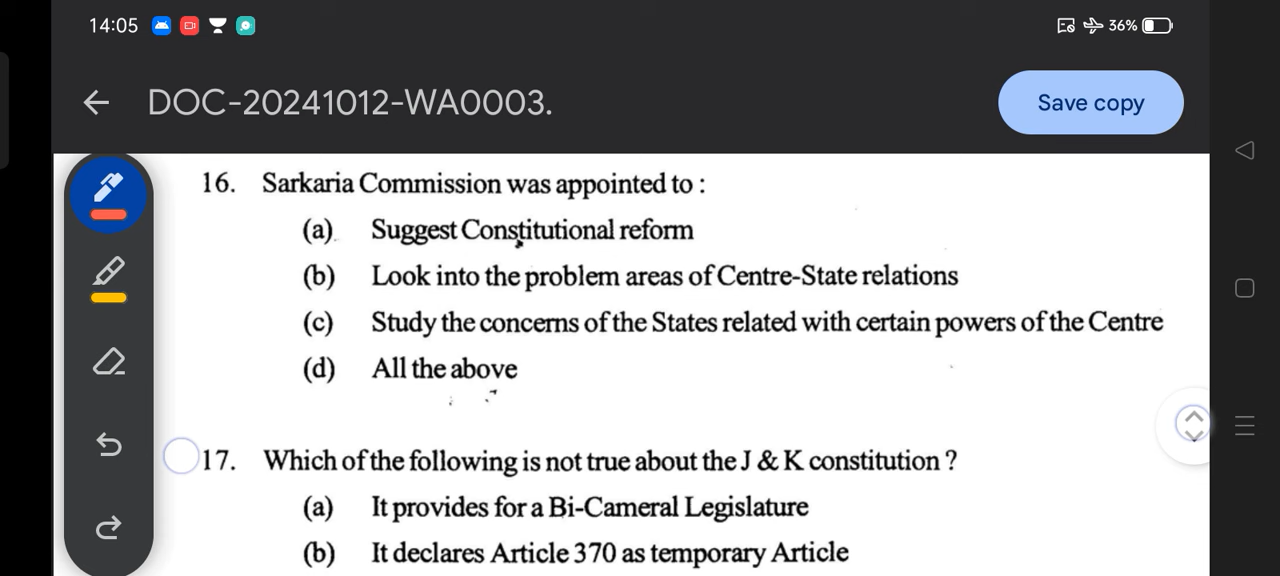 14:05
36%
DOC-20241012-WA0003.
Save copy
16. Sarkaria Commission was appointed to :
(a) Suggest Constitutional reform
(b) Look into the problem areas of Centre-State relations
(c) Study the concerns of the States related with certain powers of the Centre
(d) All the above
17. Which of the following is not true about the J & K constitution ?
(a) It provides for a Bi-Cameral Legislature
(b) It declares Article 370 as temporary Article